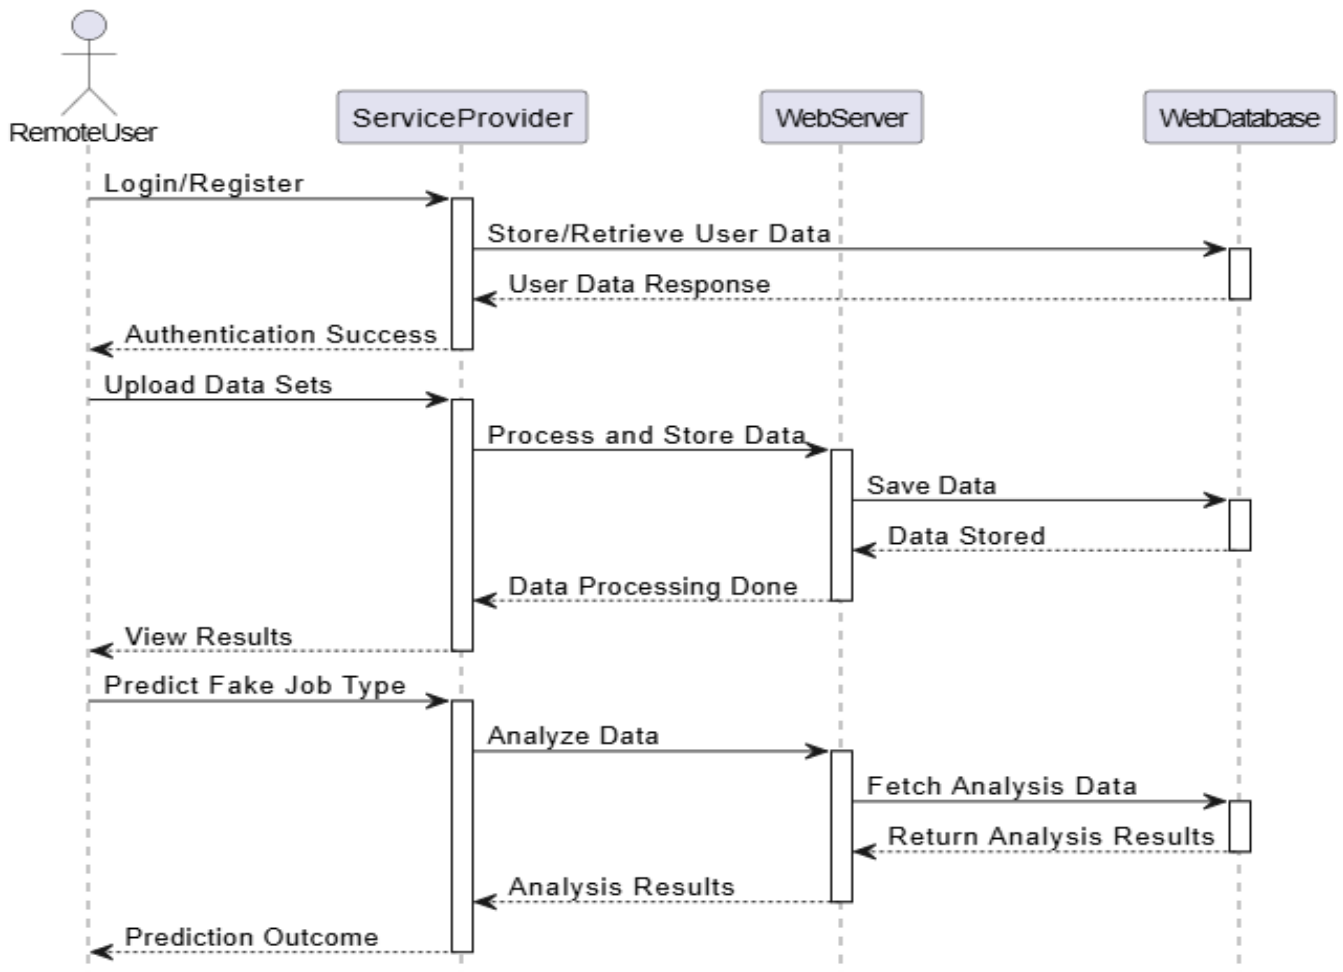 RemoteUser
ServiceProvider
WebServer
WebDatabase
Login/Register
Store/Retrieve User Data
User Data Response
Authentication Success
Upload Data Sets
Process and Store Data
Save Data
Data Stored
Data Processing Done
View Results
Predict Fake Job Type
Analyze Data
Fetch Analysis Data
Return Analysis Results
Analysis Results
Prediction Outcome